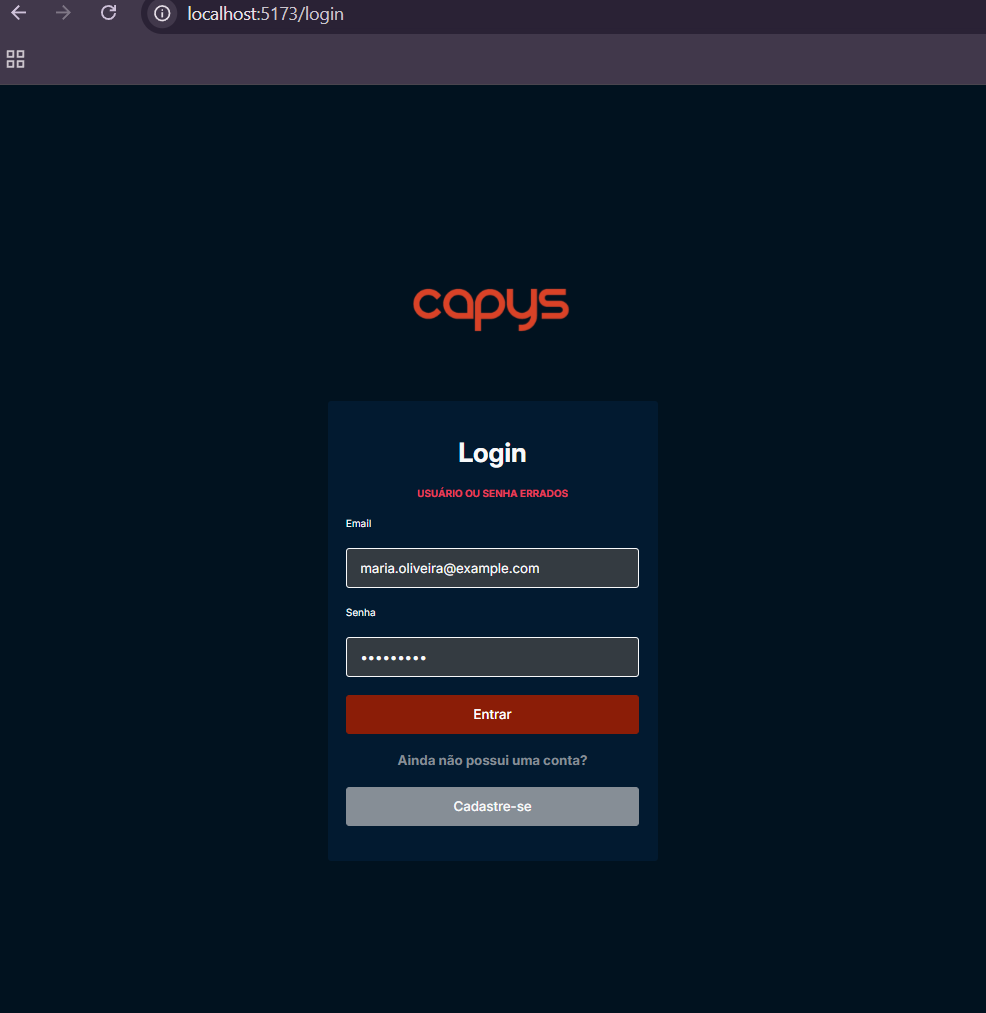 localhost:5173/login
capys
Login
USUÁRIO OU SENHA ERRADOS
Email
maria.oliveira@example.com
Senha
•••••••••
Entrar
Ainda não possui uma conta?
Cadastre-se